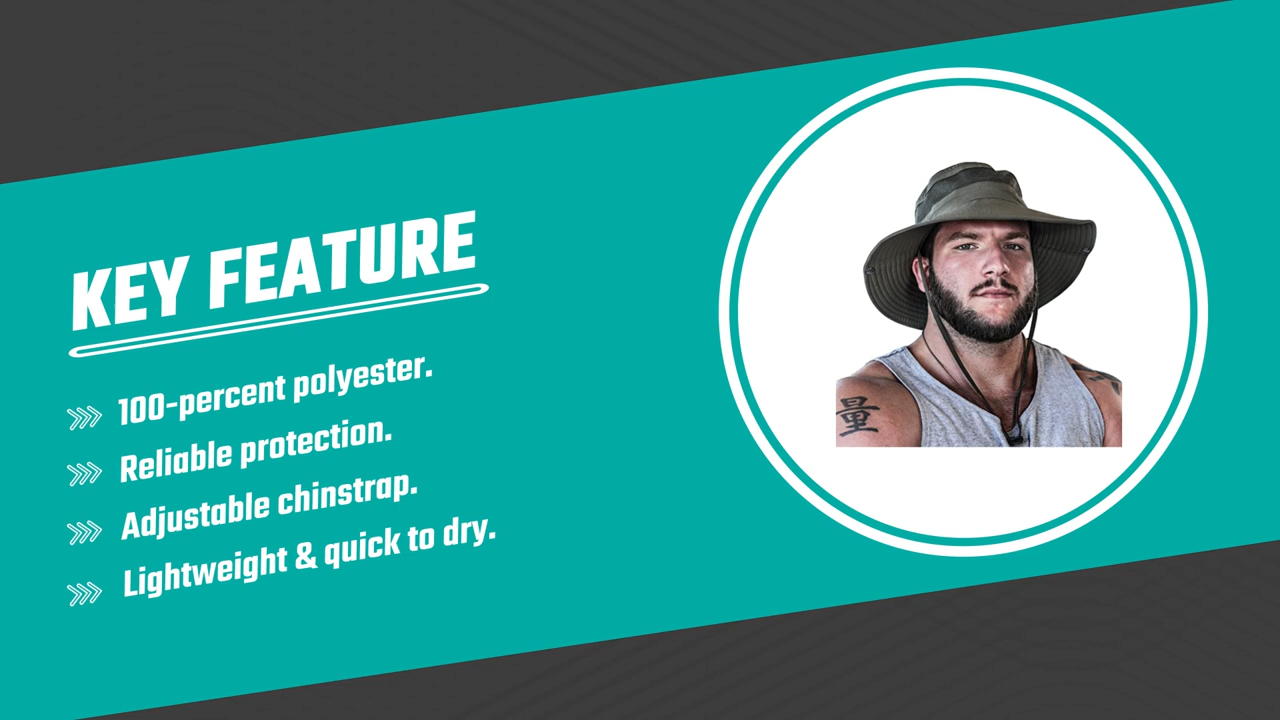 KEY FEATURE
100-percent polyester.
Reliable protection.
Adjustable chinstrap.
Lightweight & quick to dry.
量